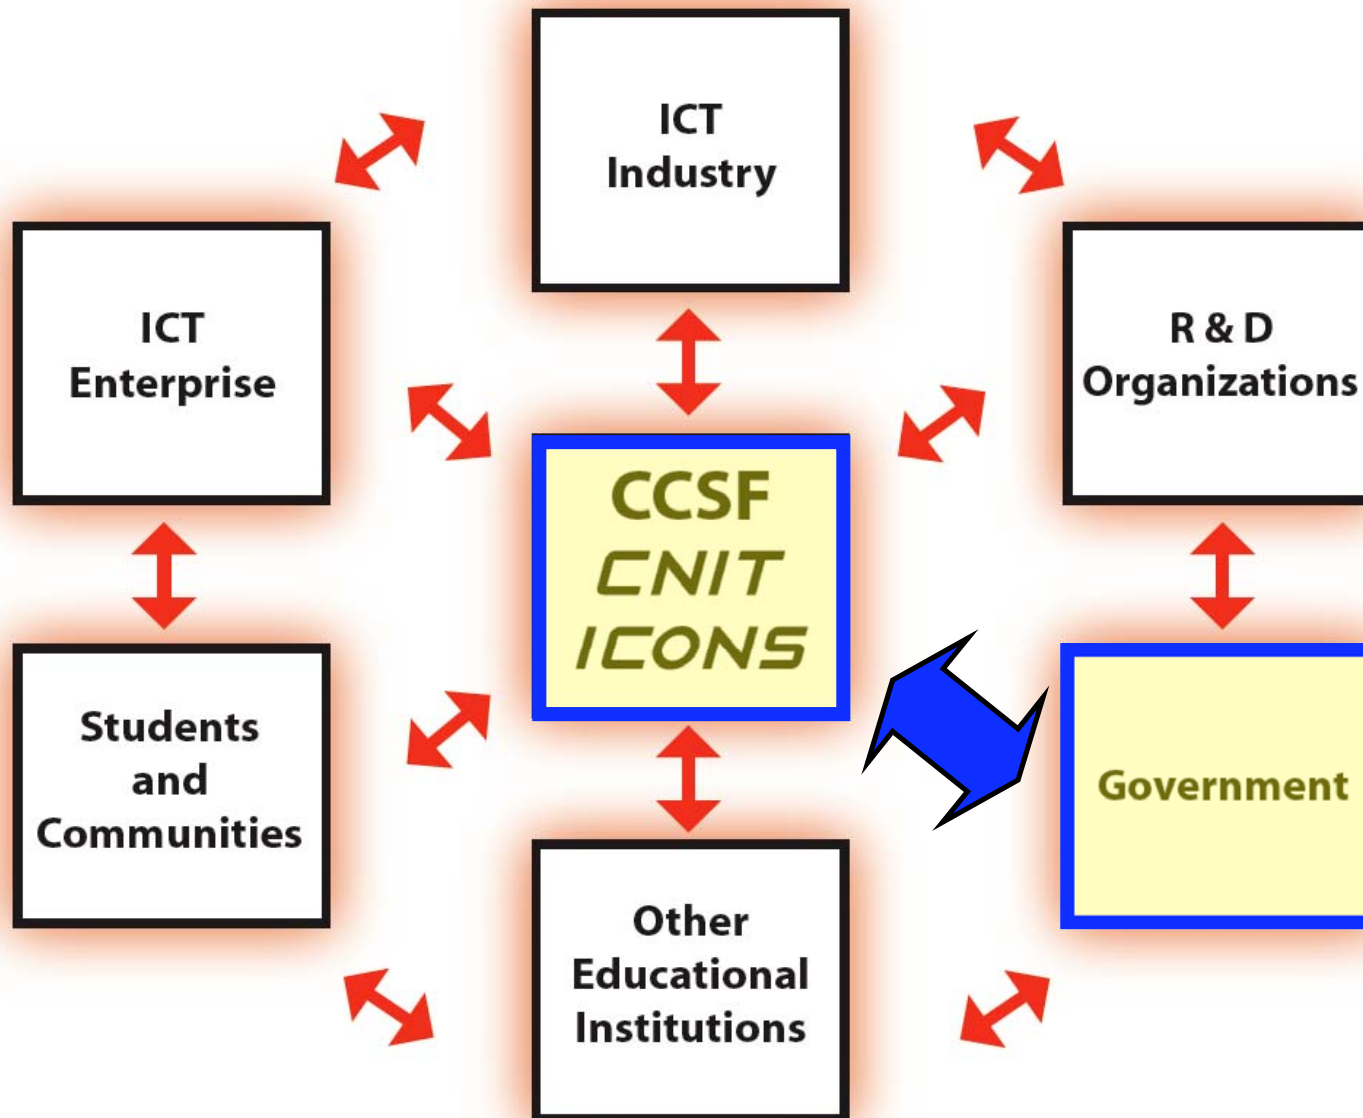 ICT
Industry
ICT
Enterprise
R & D
Organizations
CCSF
CNIT
ICONS
Students
and
Communities
Government
Other
Educational
Institutions